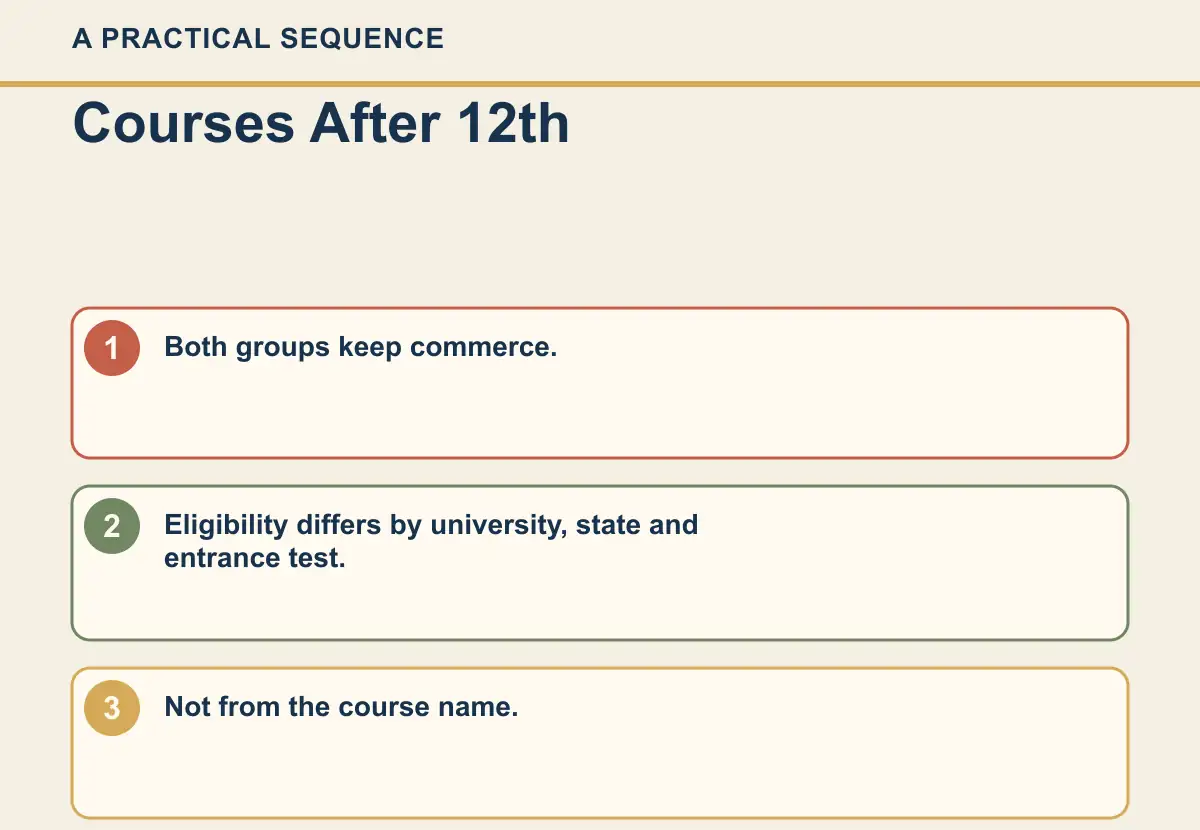 A PRACTICAL SEQUENCE
Courses After 12th
1
Both groups keep commerce.
2
Eligibility differs by university, state and
entrance test.
3
Not from the course name.